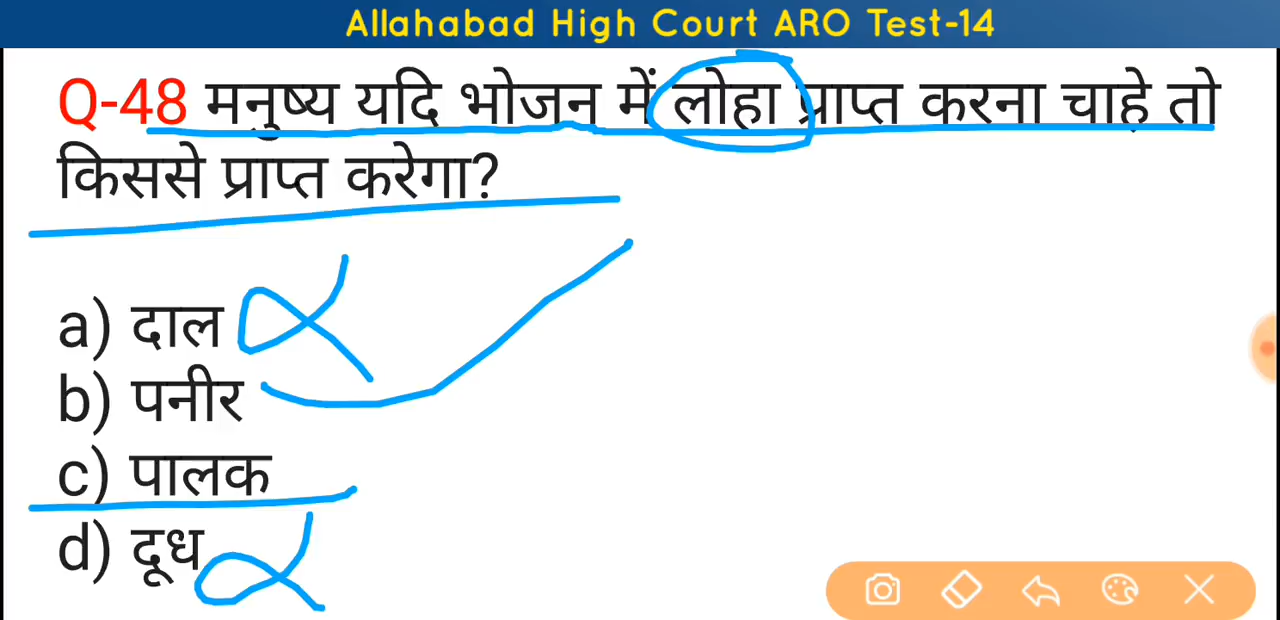 Allahabad High Court ARO Test-14
Q-48 मनुष्य यदि भोजन में लोहा प्राप्त करना चाहे तो
किससे प्राप्त करेगा?
a) दाल
b) पनीर
c) पालक
d) दूध